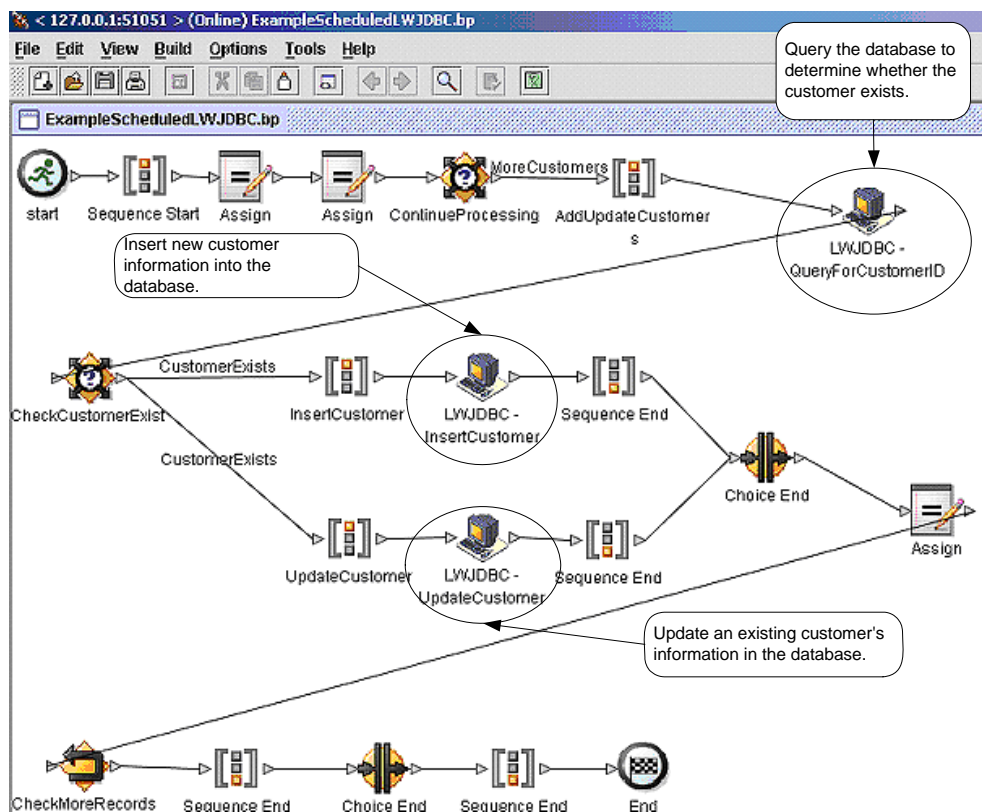 < 127.0.0.1:51051 > (Online) ExampleScheduledLWJDBC.bp
File Edit View Build Options Tools Help
Query the database to
determine whether the
customer exists.
ExampleScheduledLWJDBC.bp
MoreCustomers
start
Sequence Start
Assign
Assign
ContinueProcessing
AddUpdateCustomer
s
LWJDBC -
QueryForCustomerID
Insert new customer
information into the
database.
CustomerExists
CheckCustomerExist
InsertCustomer
LWJDBC -
InsertCustomer
Sequence End
CustomerExists
Choice End
Assign
UpdateCustomer
LWJDBC -
UpdateCustomer
Sequence End
Update an existing customer's
information in the database.
CheckMoreRecords
Sequence End
Choice End
Sequence End
End